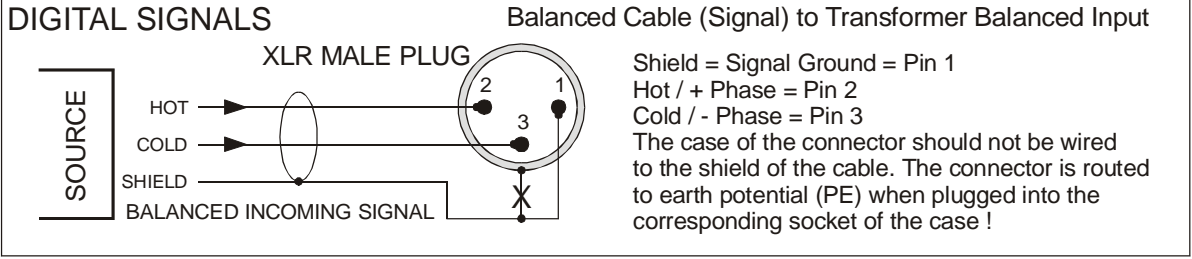 DIGITAL SIGNALS
Balanced Cable (Signal) to Transformer Balanced Input
XLR MALE PLUG
Shield = Signal Ground = Pin 1
Hot / + Phase = Pin 2
Cold / - Phase = Pin 3
The case of the connector should not be wired
to the shield of the cable. The connector is routed
to earth potential (PE) when plugged into the
corresponding socket of the case !
SOURCE
HOT
COLD
SHIELD
BALANCED INCOMING SIGNAL
2
1
3
X